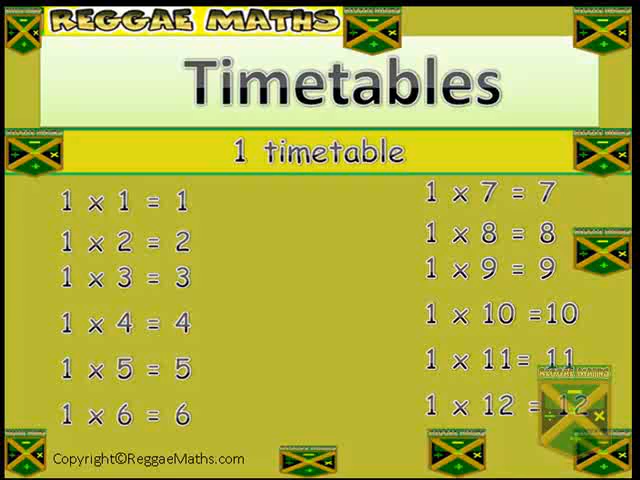 REGGAE MATHS
Timetables
1 timetable
1 x 1 = 1
1 x 2 = 2
1 x 3 = 3
1 x 4 = 4
1 x 5 = 5
1 x 6 = 6
1 x 7 = 7
1 x 8 = 8
1 x 9 = 9
1 x 10 =10
1 x 11= 11
1 x 12 = 12
REGGAE MATHS
Copyright©ReggaeMaths.com